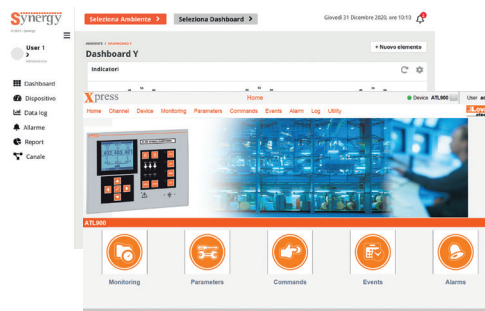 Synergy
Seleziona Ambiente >
Seleziona Dashboard >
Giovedì 31 Dicembre 2020, ore 10:13
User 1
>
+ Nuovo elemento
Dashboard Y
Indicatori
Dashboard
Dispositivo
Data log
Allarme
Report
Canale
Xpress
Home
Device ATL900
User
Home Channel Device Monitoring Parameters Commands Events Alarm Log Utility
ATL900
Monitoring
Parameters
Commands
Events
Alarms